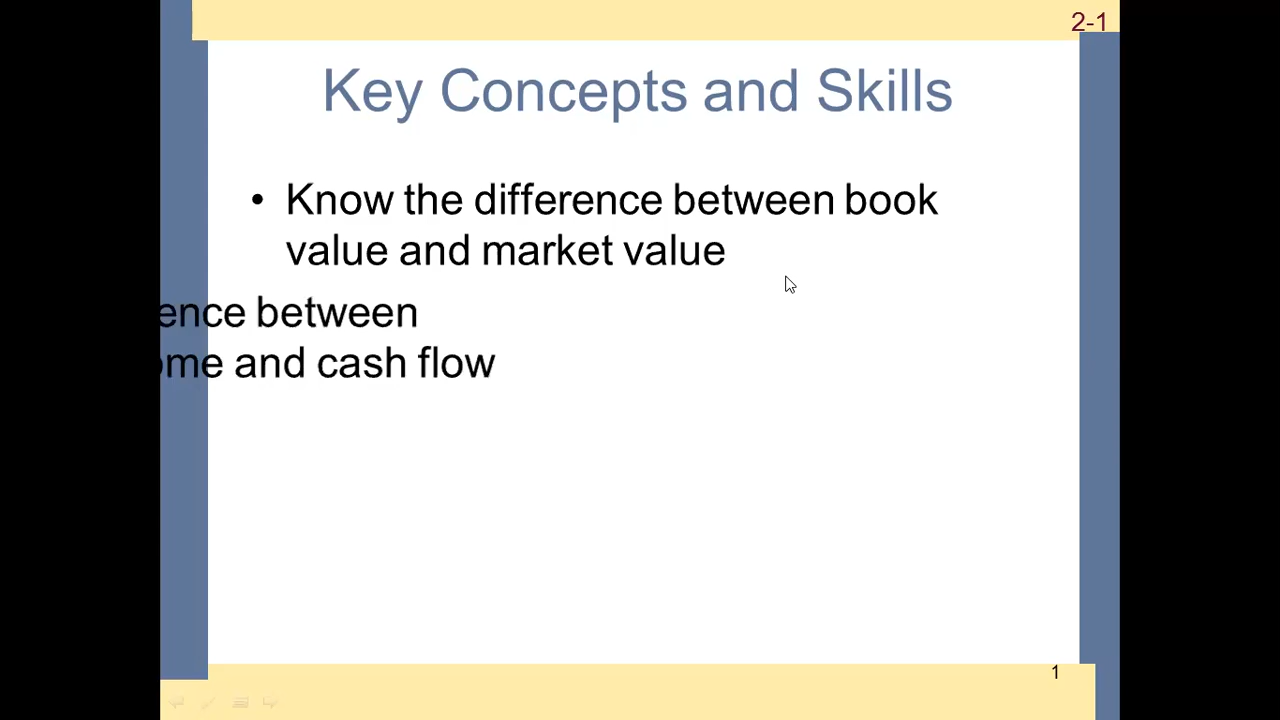 2-1
Key Concepts and Skills
• Know the difference between book
value and market value
ence between
ome and cash flow
1